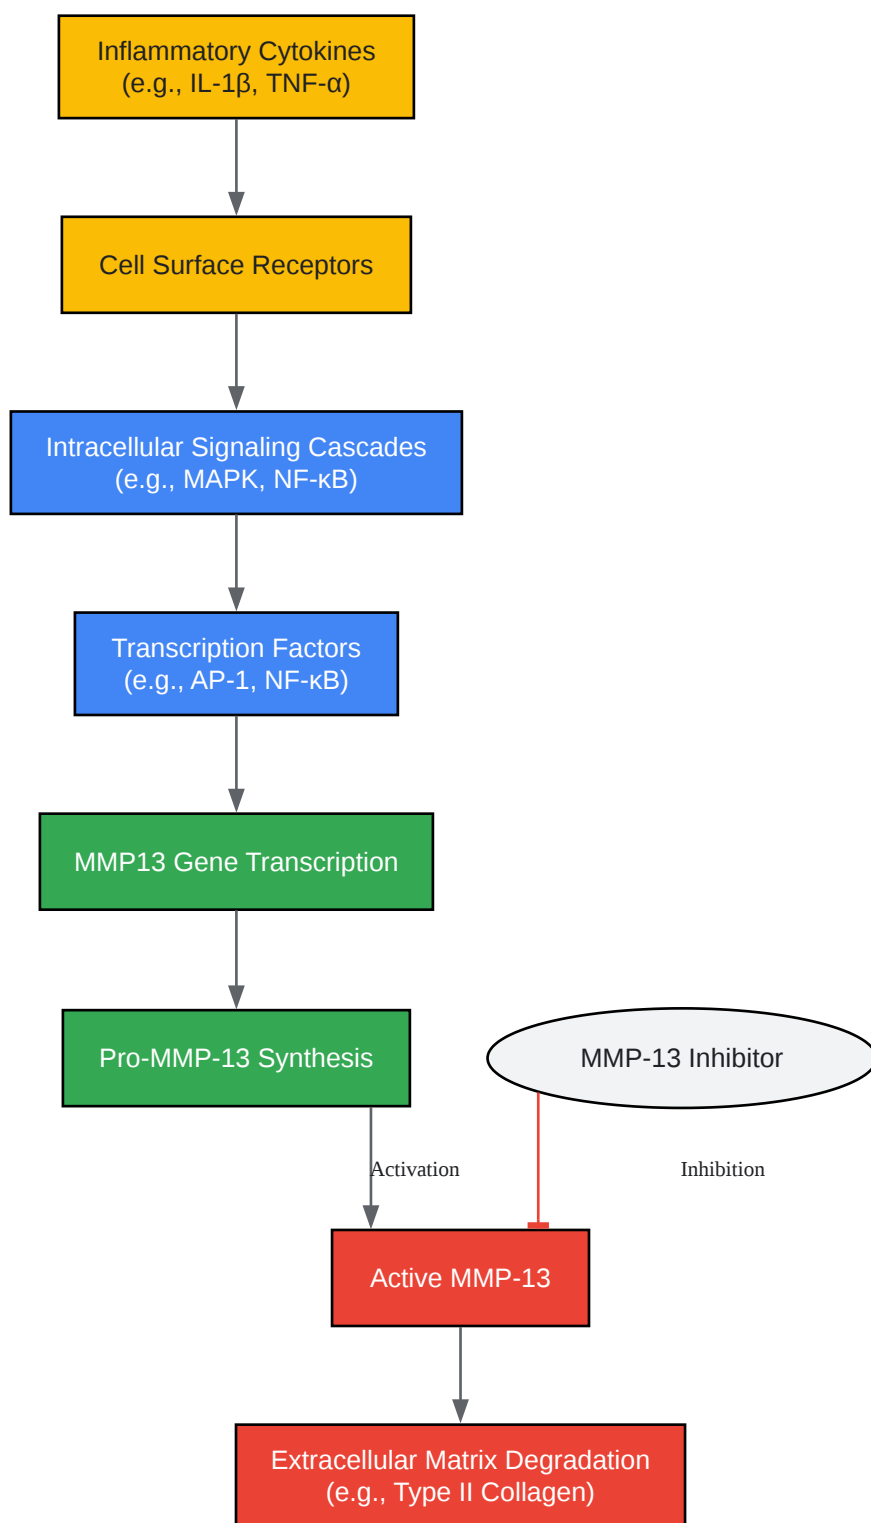 Inflammatory Cytokines
(e.g., IL-1β, TNF-α)
Cell Surface Receptors
Intracellular Signaling Cascades
(e.g., MAPK, NF-κB)
Transcription Factors
(e.g., AP-1, NF-κB)
MMP13 Gene Transcription
Pro-MMP-13 Synthesis
MMP-13 Inhibitor
Activation
Inhibition
Active MMP-13
Extracellular Matrix Degradation
(e.g., Type II Collagen)